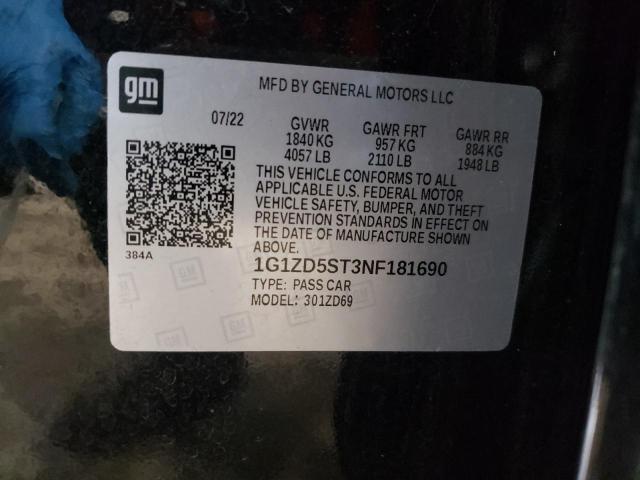 gm
MFD BY GENERAL MOTORS LLC
07/22 GVWR GAWR FRT GAWR RR
1840 KG 957 KG 884 KG
4057 LB 2110 LB 1948 LB
THIS VEHICLE CONFORMS TO ALL
APPLICABLE U.S. FEDERAL MOTOR
VEHICLE SAFETY, BUMPER, AND THEFT
PREVENTION STANDARDS IN EFFECT ON
THE DATE OF MANUFACTURE SHOWN
ABOVE.
384A
1G1ZD5ST3NF181690
TYPE: PASS CAR
MODEL: 301ZD69